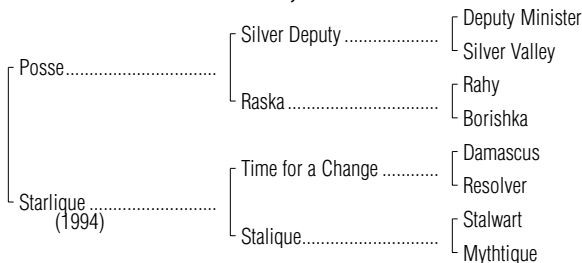 Deputy Minister
Silver Deputy ......................
Silver Valley
Posse...................................
Rahy
Raska ...................................
Borishka
Damascus
Time for a Change .............
Resolver
Starlique ..............................
(1994)
Stalwart
Stalique................................
Mythtique